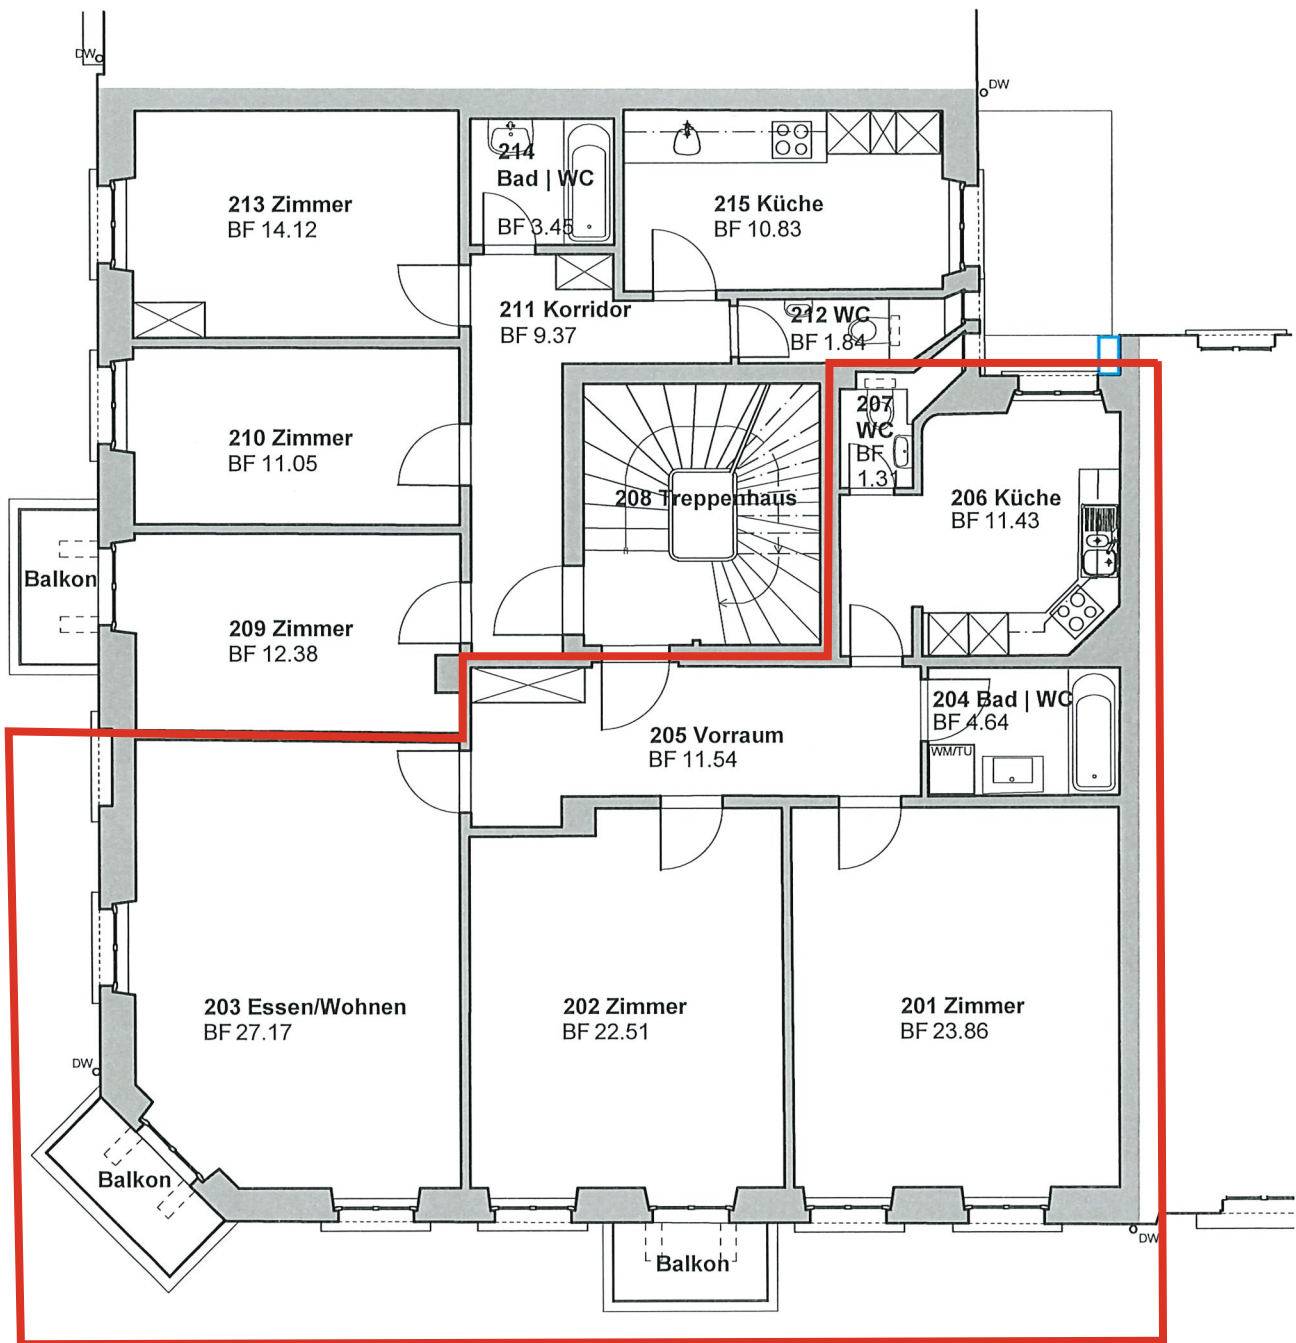 DW
DW
213 Zimmer
BF 14.12
214
Bad | WC
BF 3.45
215 Küche
BF 10.83
211 Korridor
BF 9.37
212 WC
BF 1.84
210 Zimmer
BF 11.05
207
WC
BF
1.31
208 Treppenhaus
206 Küche
BF 11.43
Balkon
209 Zimmer
BF 12.38
204 Bad | WC
BF 4.64
205 Vorraum
BF 11.54
WM/TU
203 Essen/Wohnen
BF 27.17
202 Zimmer
BF 22.51
201 Zimmer
BF 23.86
DW
Balkon
Balkon
DW